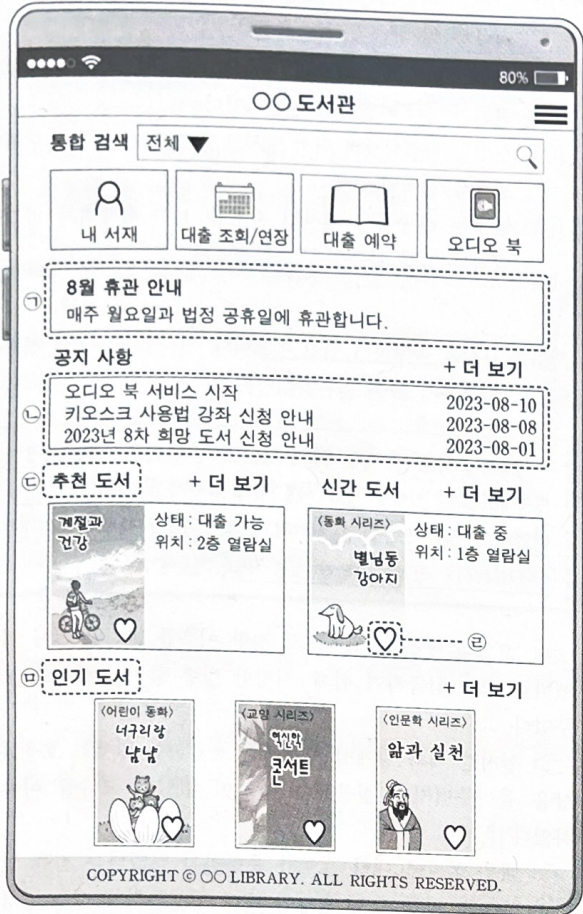 80%
○○ 도서관
통합 검색 전체 ▼
내 서재
대출 조회/연장
대출 예약
오디오 북
㉠
8월 휴관 안내
매주 월요일과 법정 공휴일에 휴관합니다.
공지 사항 + 더 보기
㉡
오디오 북 서비스 시작 2023-08-10
키오스크 사용법 강좌 신청 안내 2023-08-08
2023년 8차 희망 도서 신청 안내 2023-08-01
㉢ 추천 도서 + 더 보기
계절과
건강
상태 : 대출 가능
위치 : 2층 열람실
신간 도서 + 더 보기
〈동화 시리즈〉
별님동
강아지
상태 : 대출 중
위치 : 1층 열람실
㉣
㉤ 인기 도서 + 더 보기
〈어린이 동화〉
너구리랑
냠냠
〈교양 시리즈〉
혁신학
콘서트
〈인문학 시리즈〉
앎과 실천
COPYRIGHT ⓒ ○○ LIBRARY. ALL RIGHTS RESERVED.